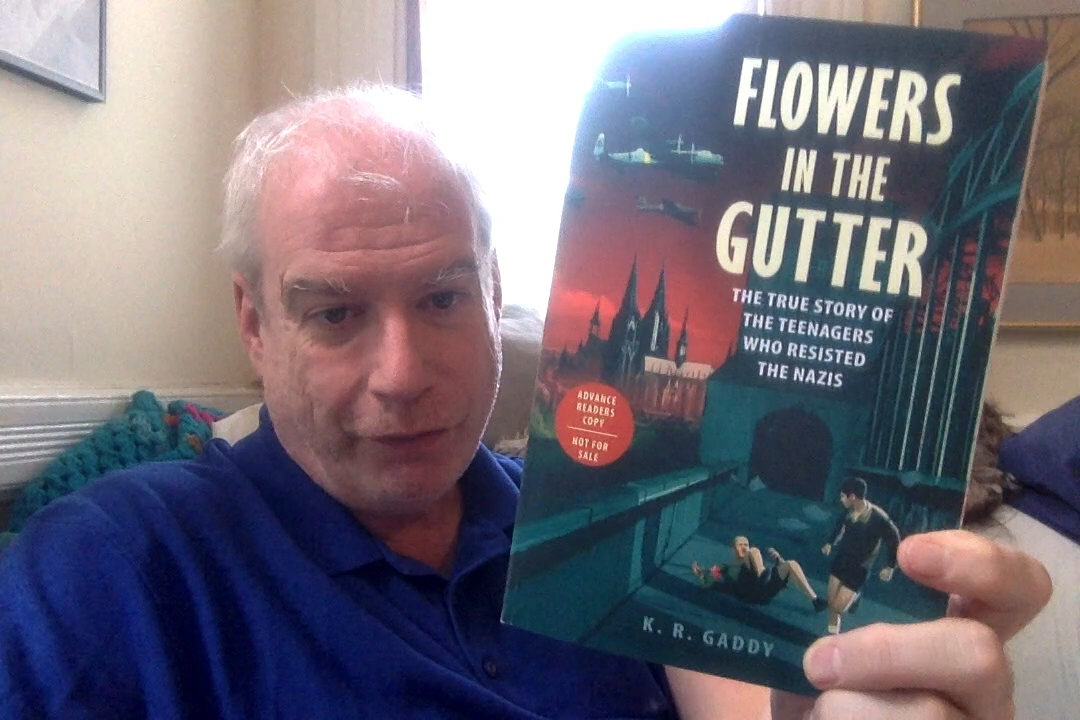 FLOWERS
IN THE
GUTTER
THE TRUE STORY OF
THE TEENAGERS
WHO RESISTED
THE NAZIS
ADVANCE
READERS
COPY
NOT FOR
SALE
K. R. GADDY